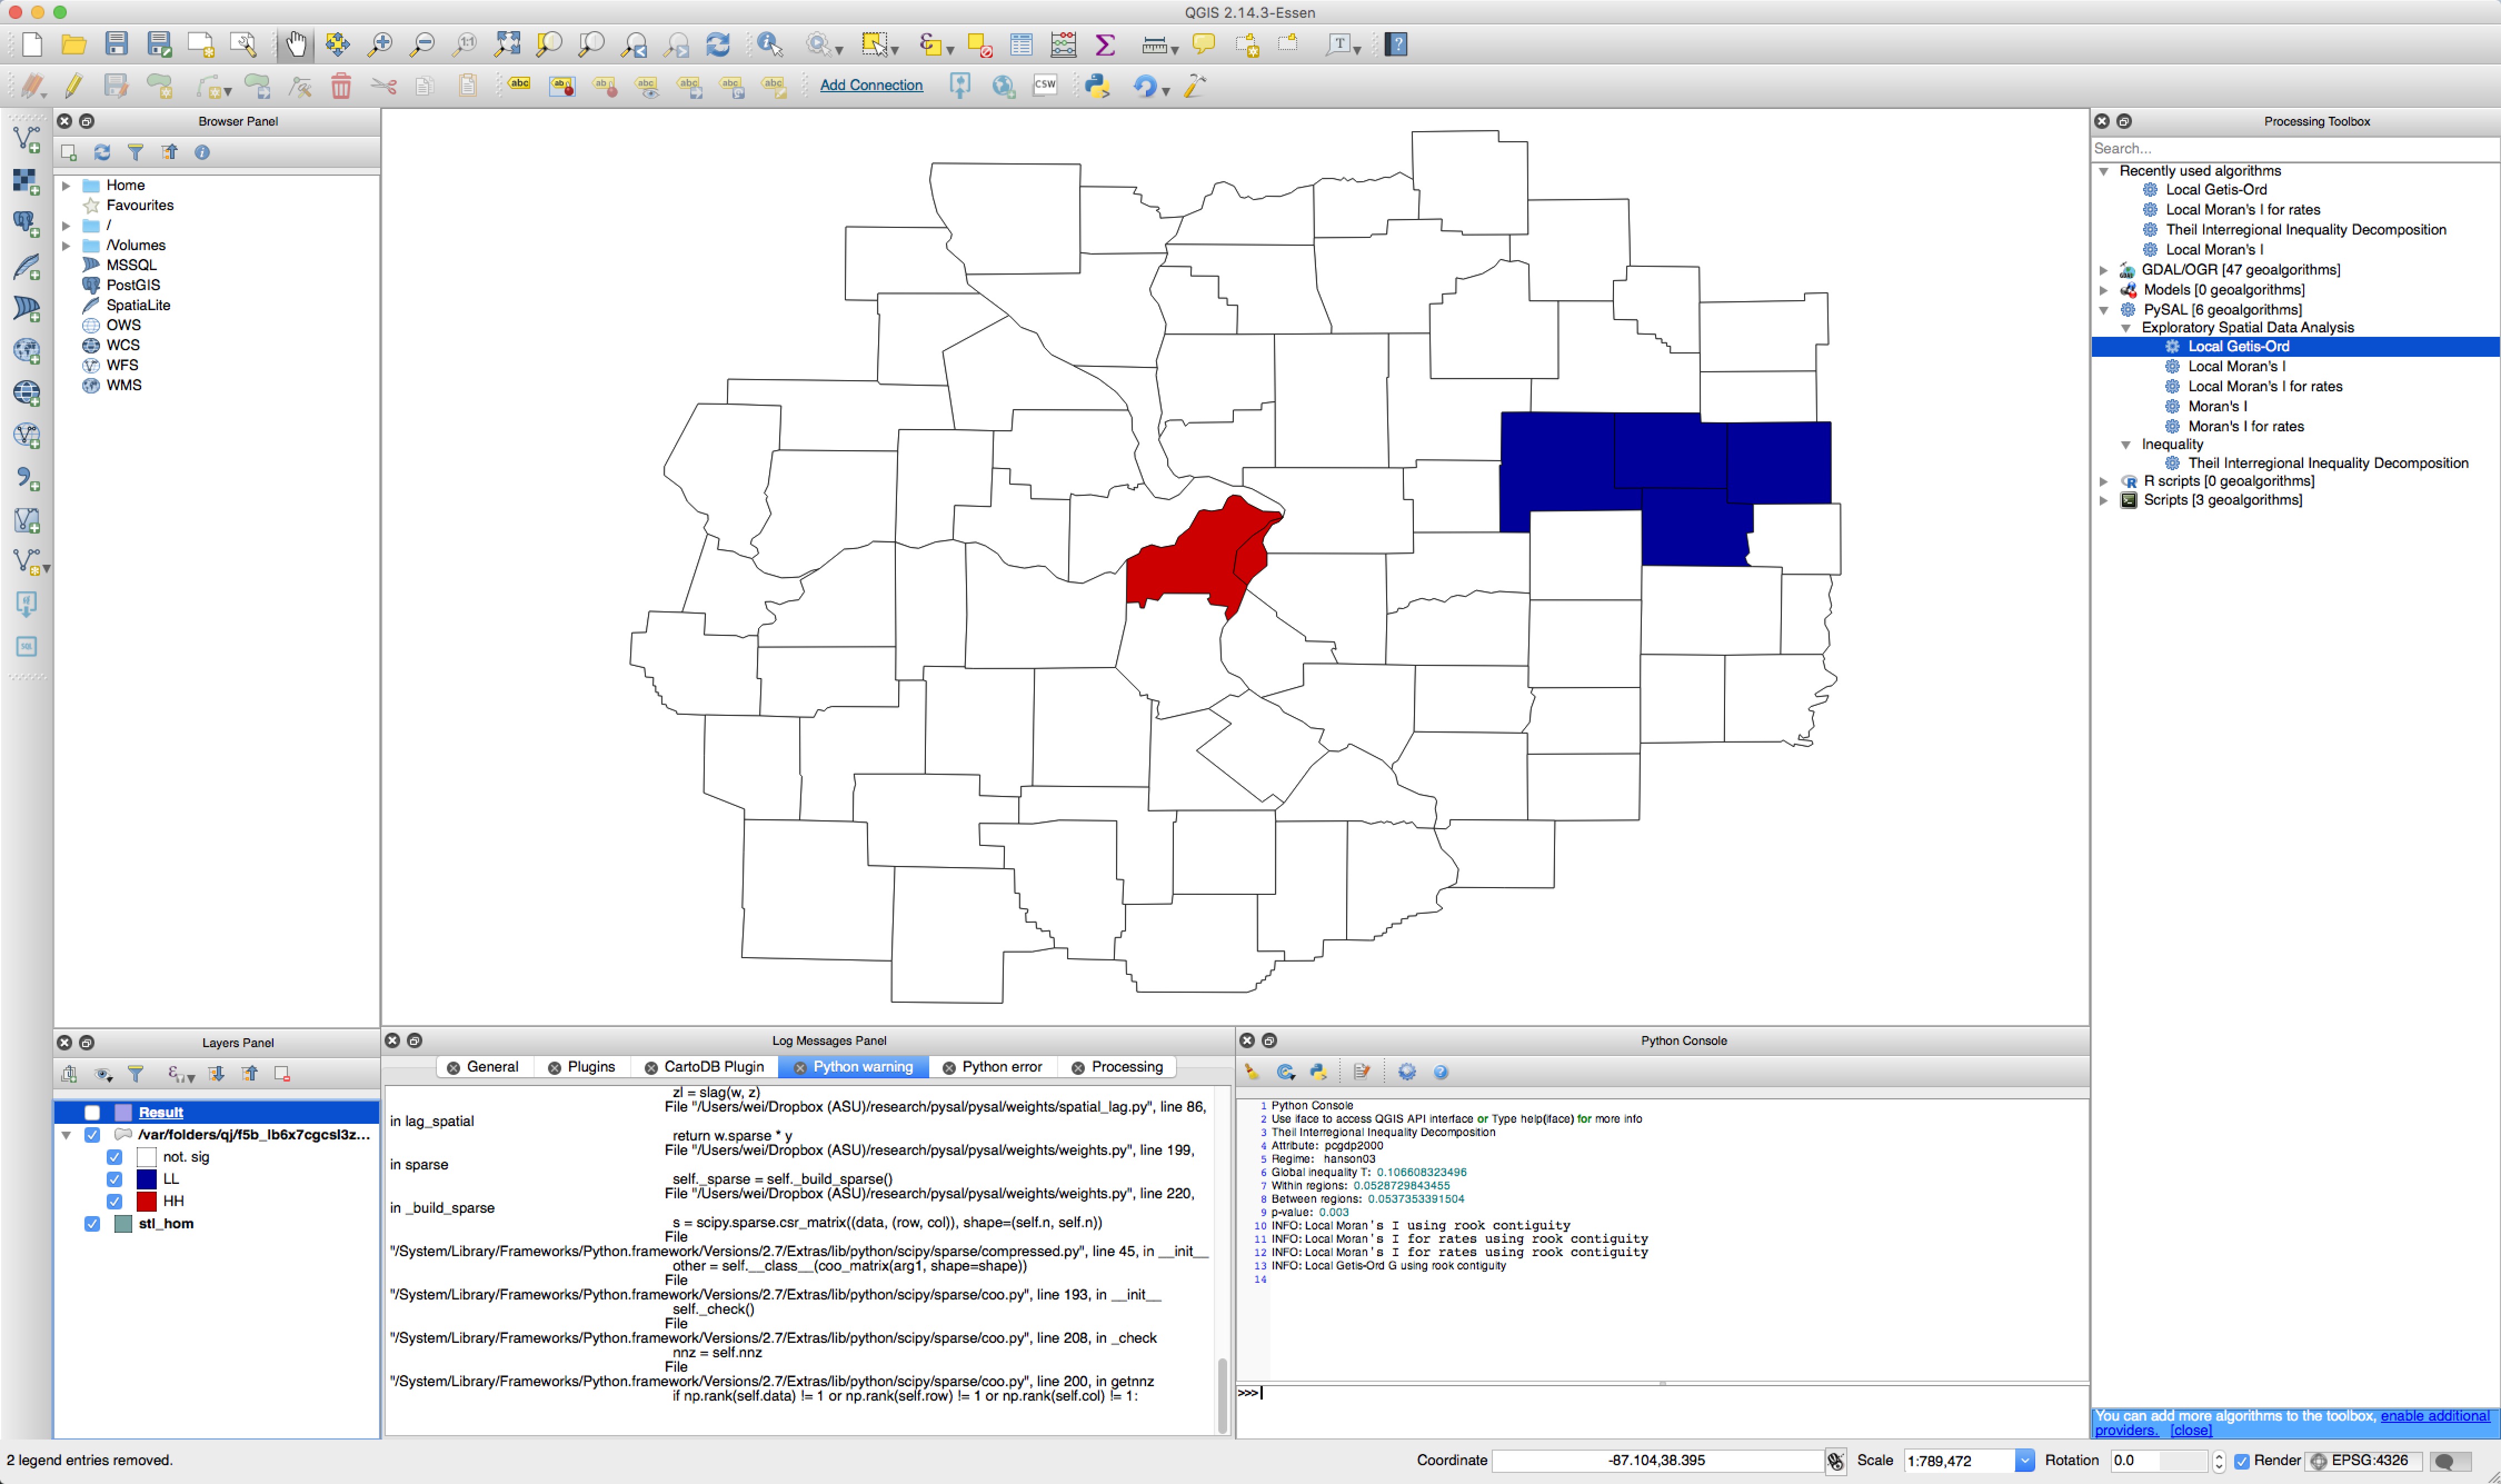 QGIS 2.14.3-Essen
Add Connection
CSW
Browser Panel
Home
Favourites
/
/Volumes
MSSQL
PostGIS
SpatiaLite
OWS
WCS
WFS
WMS
Processing Toolbox
Search...
Recently used algorithms
Local Getis-Ord
Local Moran's I for rates
Theil Interregional Inequality Decomposition
Local Moran's I
GDAL/OGR [47 geoalgorithms]
Models [0 geoalgorithms]
PySAL [6 geoalgorithms]
Exploratory Spatial Data Analysis
Local Getis-Ord
Local Moran's I
Local Moran's I for rates
Moran's I
Moran's I for rates
Inequality
Theil Interregional Inequality Decomposition
R scripts [0 geoalgorithms]
Scripts [3 geoalgorithms]
You can add more algorithms to the toolbox, enable additional
providers. [close]
Layers Panel
Result
/var/folders/qj/f5b_lb6x7cgcsl3z...
not. sig
LL
HH
stl_hom
Log Messages Panel
General Plugins CartoDB Plugin Python warning Python error Processing
zl = slag(w, z)
File "/Users/wei/Dropbox (ASU)/research/pysal/pysal/weights/spatial_lag.py", line 86,
in lag_spatial
return w.sparse * y
File "/Users/wei/Dropbox (ASU)/research/pysal/pysal/weights/weights.py", line 199,
in sparse
self._sparse = self._build_sparse()
File "/Users/wei/Dropbox (ASU)/research/pysal/pysal/weights/weights.py", line 220,
in _build_sparse
s = scipy.sparse.csr_matrix((data, (row, col)), shape=(self.n, self.n))
File
"/System/Library/Frameworks/Python.framework/Versions/2.7/Extras/lib/python/scipy/sparse/compressed.py", line 45, in __init__
other = self.__class__(coo_matrix(arg1, shape=shape))
File
"/System/Library/Frameworks/Python.framework/Versions/2.7/Extras/lib/python/scipy/sparse/coo.py", line 193, in __init__
self._check()
File
"/System/Library/Frameworks/Python.framework/Versions/2.7/Extras/lib/python/scipy/sparse/coo.py", line 208, in _check
nnz = self.nnz
File
"/System/Library/Frameworks/Python.framework/Versions/2.7/Extras/lib/python/scipy/sparse/coo.py", line 200, in getnnz
if np.rank(self.data) != 1 or np.rank(self.row) != 1 or np.rank(self.col) != 1:
Python Console
1 Python Console
2 Use iface to access QGIS API interface or Type help(iface) for more info
3 Theil Interregional Inequality Decomposition
4 Attribute: pcgdp2000
5 Regime: hanson03
6 Global inequality T: 0.106608323496
7 Within regions: 0.0528729843455
8 Between regions: 0.0537353391504
9 p-value: 0.003
10 INFO: Local Moran's I using rook contiguity
11 INFO: Local Moran's I for rates using rook contiguity
12 INFO: Local Moran's I for rates using rook contiguity
13 INFO: Local Getis-Ord G using rook contiguity
14
>>>
2 legend entries removed.
Coordinate -87.104,38.395 Scale 1:789,472 Rotation 0.0 Render EPSG:4326